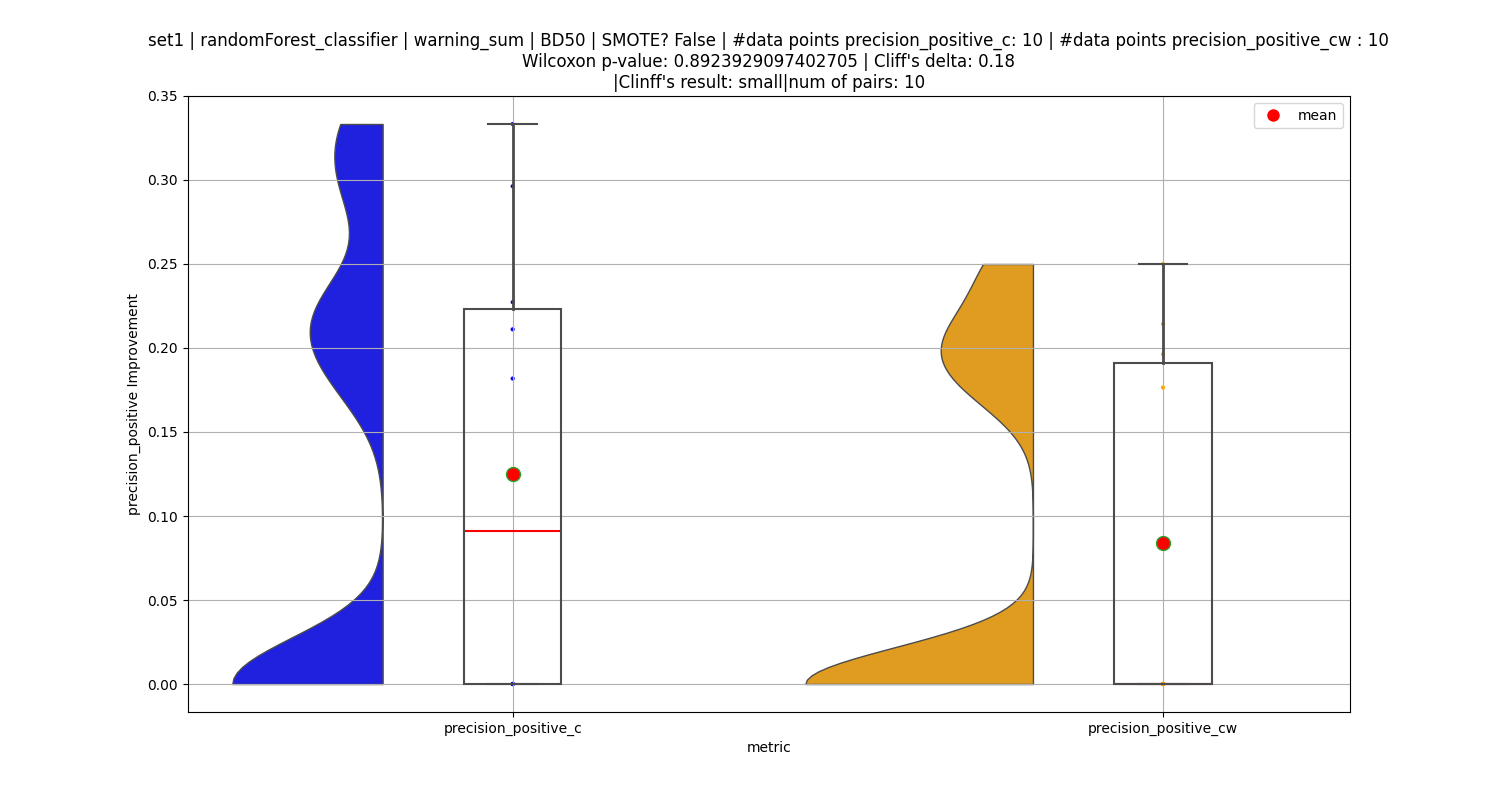 set1 | randomForest_classifier | warning_sum | BD50 | SMOTE? False | #data points precision_positive_c: 10 | #data points precision_positive_cw : 10
Wilcoxon p-value: 0.8923929097402705 | Cliff's delta: 0.18
|Clinff's result: small|num of pairs: 10
mean
0.35
0.30
0.25
0.20
0.15
0.10
0.05
0.00
precision_positive Improvement
precision_positive_c
precision_positive_cw
metric